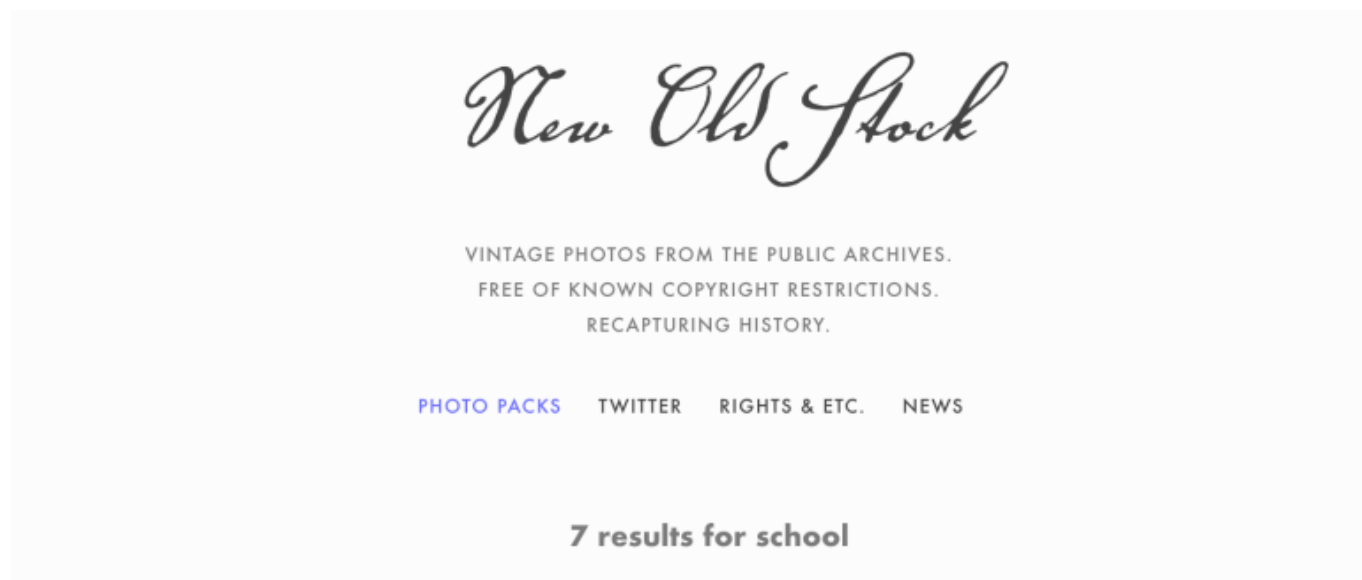 New Old Stock
VINTAGE PHOTOS FROM THE PUBLIC ARCHIVES.
FREE OF KNOWN COPYRIGHT RESTRICTIONS.
RECAPTURING HISTORY.
PHOTO PACKS TWITTER RIGHTS & ETC. NEWS
7 results for school